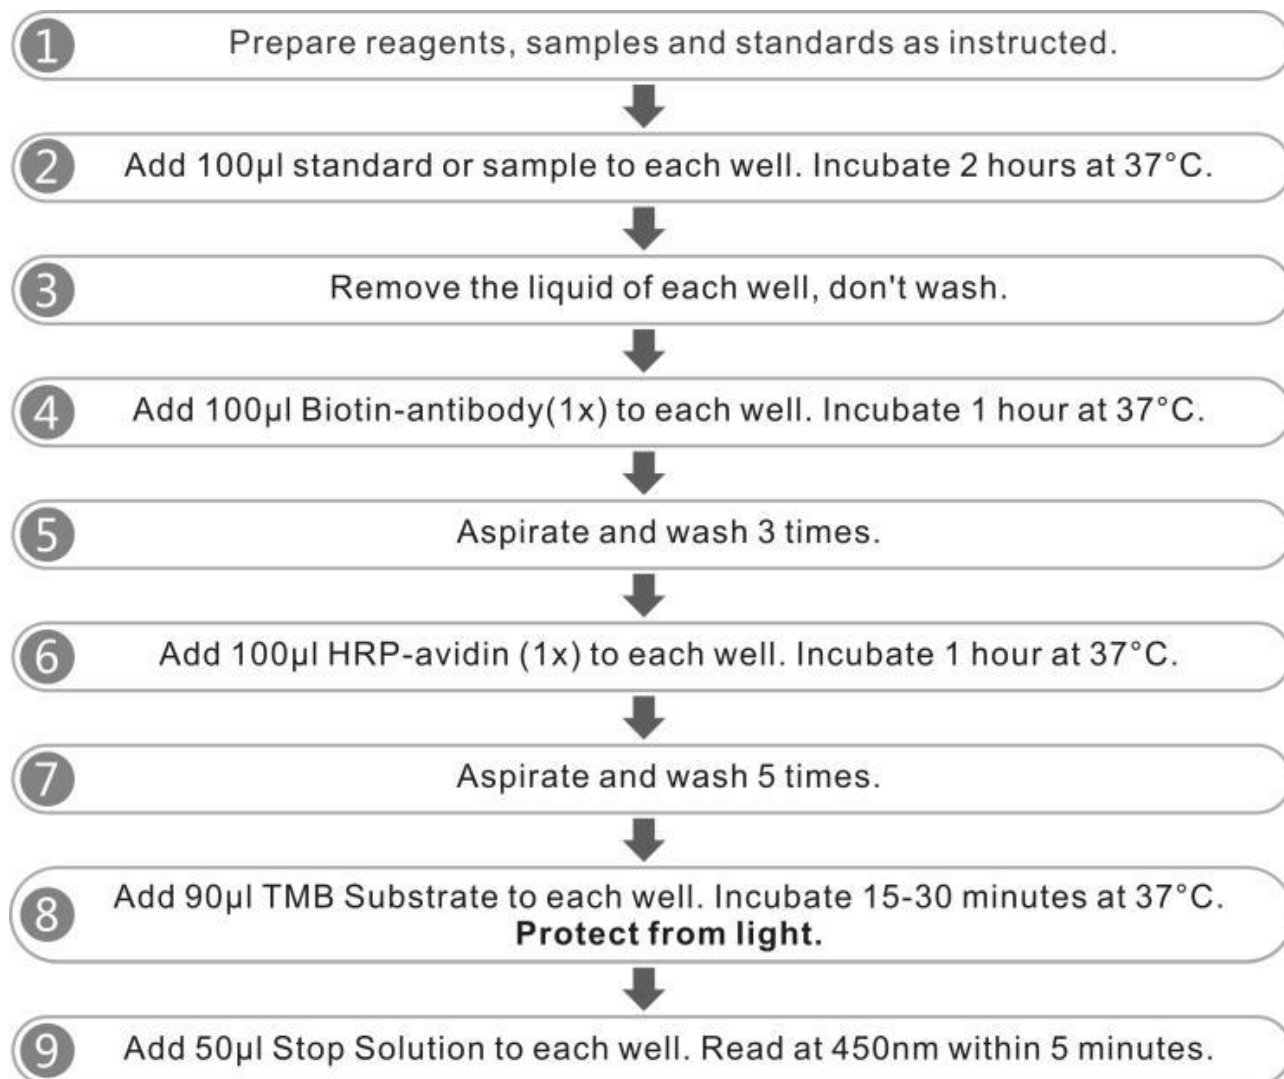 1 Prepare reagents, samples and standards as instructed.
2 Add 100µl standard or sample to each well. Incubate 2 hours at 37°C.
3 Remove the liquid of each well, don't wash.
4 Add 100µl Biotin-antibody(1x) to each well. Incubate 1 hour at 37°C.
5 Aspirate and wash 3 times.
6 Add 100µl HRP-avidin (1x) to each well. Incubate 1 hour at 37°C.
7 Aspirate and wash 5 times.
8 Add 90µl TMB Substrate to each well. Incubate 15-30 minutes at 37°C.
Protect from light.
9 Add 50µl Stop Solution to each well. Read at 450nm within 5 minutes.